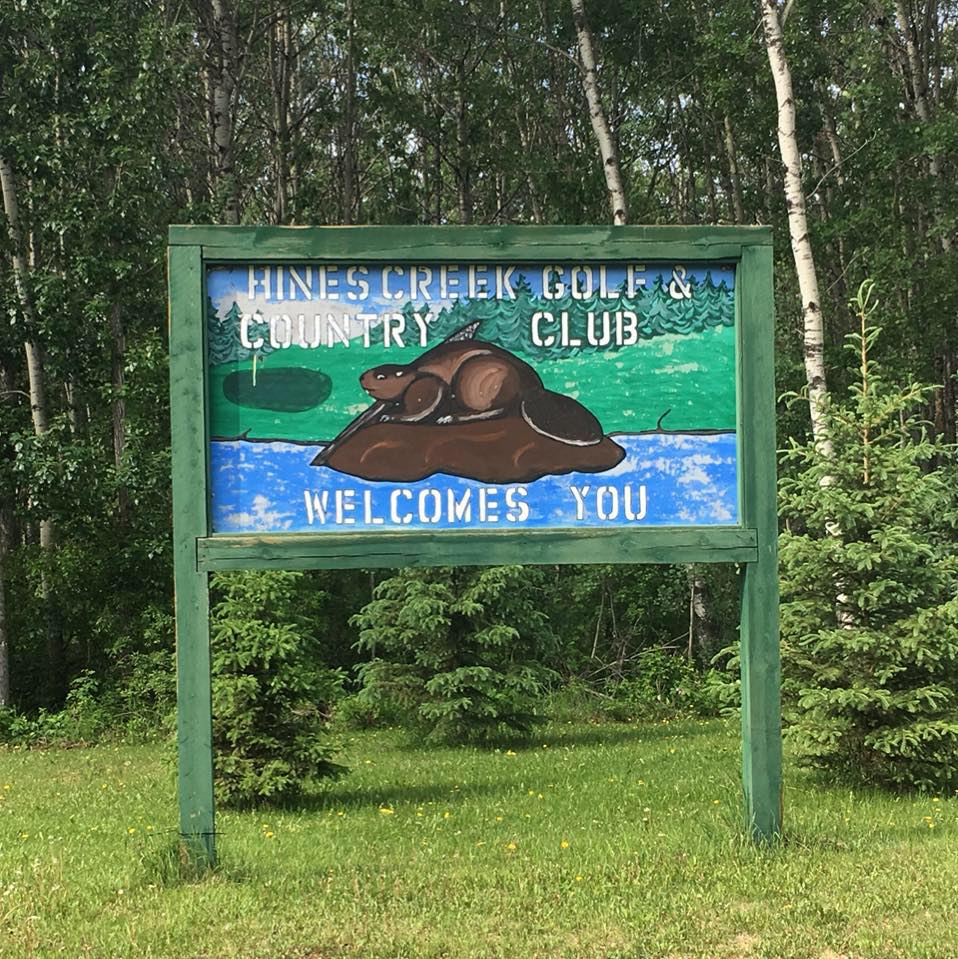 HINES CREEK GOLF &
COUNTRY CLUB
WELCOMES YOU